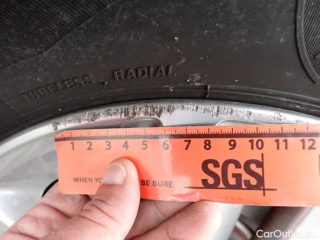 TUBELESS RADIAL
1 2 3 4 5 6 7 8 9 10 11 12
WHEN YO BE SURE SGS
CarOutlet.eu